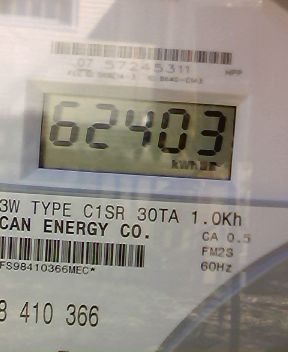 07 57245311 MPP
62403
kWh
3W TYPE C1SR 30TA 1.0Kh
CAN ENERGY CO. CA 0.5
FM2S
FS98410366MEC* 60Hz
8 410 366